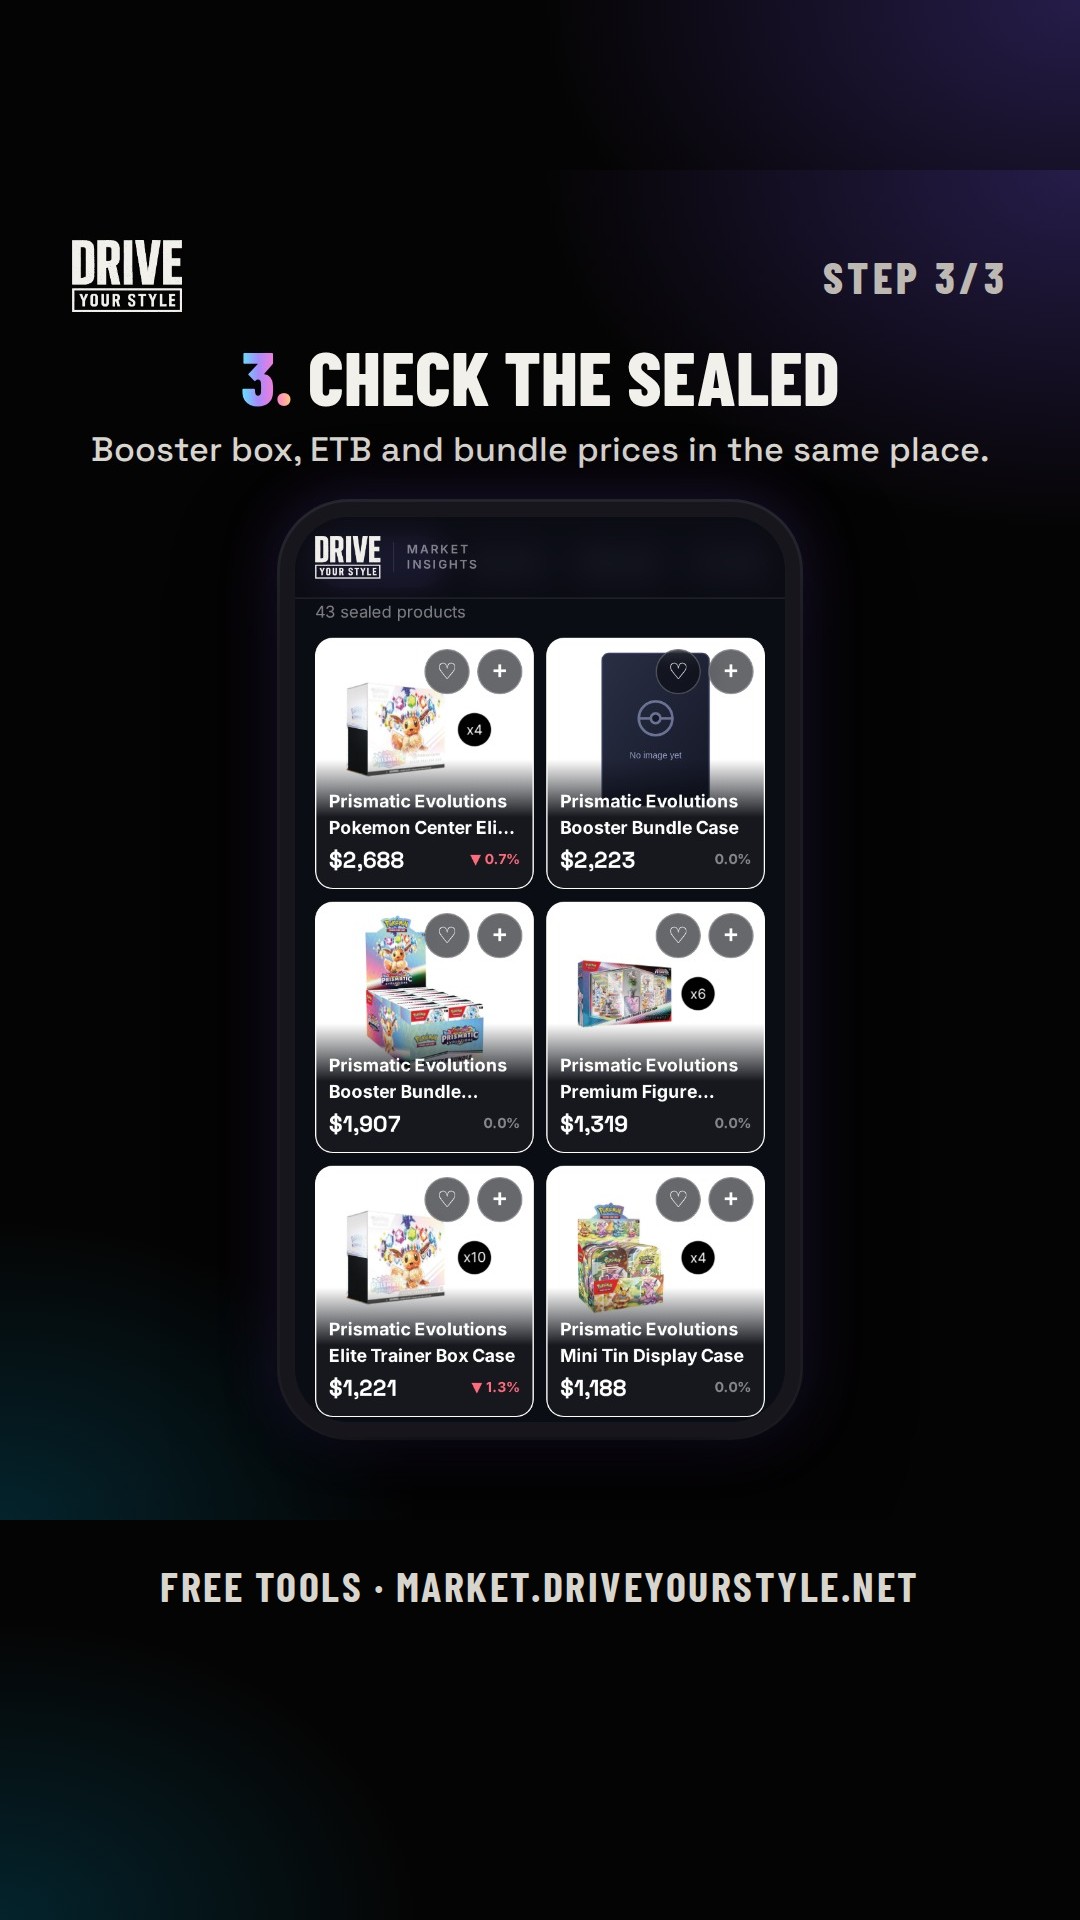 DRIVE
YOUR STYLE
STEP 3/3
3. CHECK THE SEALED
Booster box, ETB and bundle prices in the same place.
DRIVE
YOUR STYLE
MARKET
INSIGHTS
43 sealed products
♡ +
x4
Prismatic Evolutions
Pokemon Center Eli...
$2,688 ▼ 0.7%
♡ +
No image yet
Prismatic Evolutions
Booster Bundle Case
$2,223 0.0%
♡ +
Pokémon
PRISMATIC
Prismatic Evolutions
Booster Bundle...
$1,907 0.0%
♡ +
x6
Prismatic Evolutions
Premium Figure...
$1,319 0.0%
♡ +
x10
Prismatic Evolutions
Elite Trainer Box Case
$1,221 ▼ 1.3%
♡ +
Pokémon
x4
Prismatic Evolutions
Mini Tin Display Case
$1,188 0.0%
FREE TOOLS · MARKET.DRIVEYOURSTYLE.NET